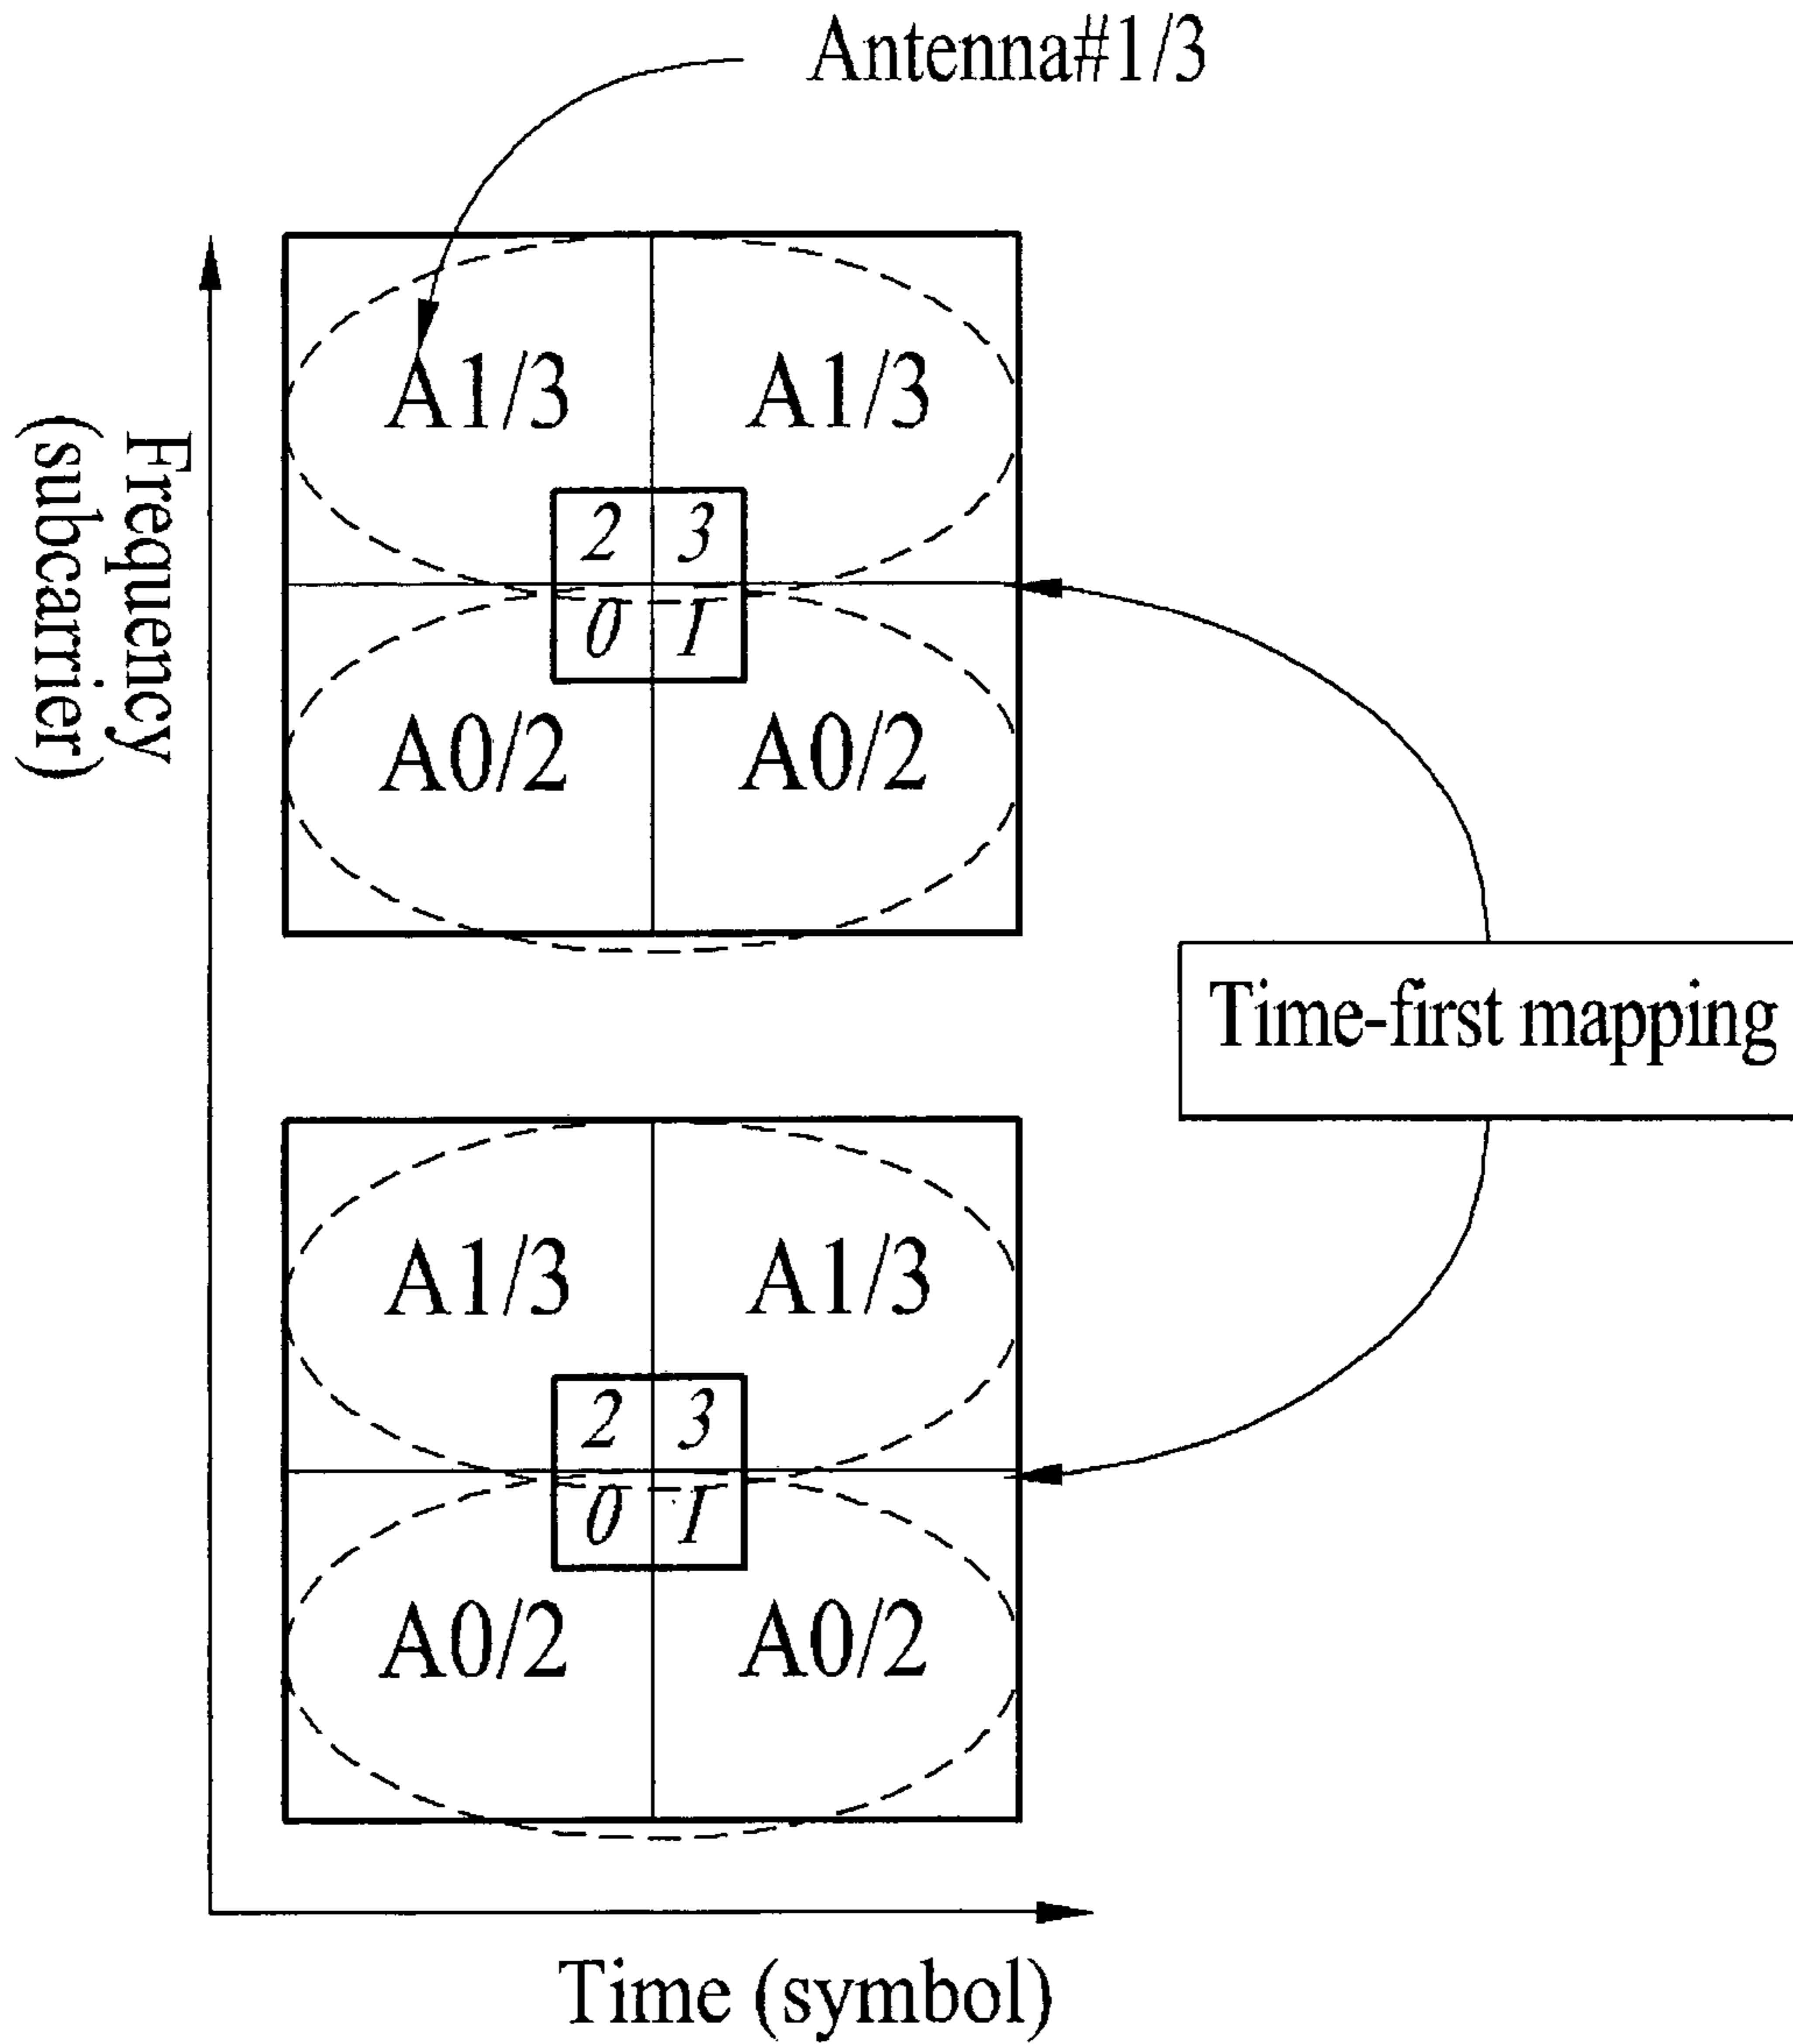 Antenna#1/3
Frequency
(subcarrier)
A1/3 A1/3
2 3
0 1
A0/2 A0/2
Time-first mapping
A1/3 A1/3
2 3
0 1
A0/2 A0/2
Time (symbol)